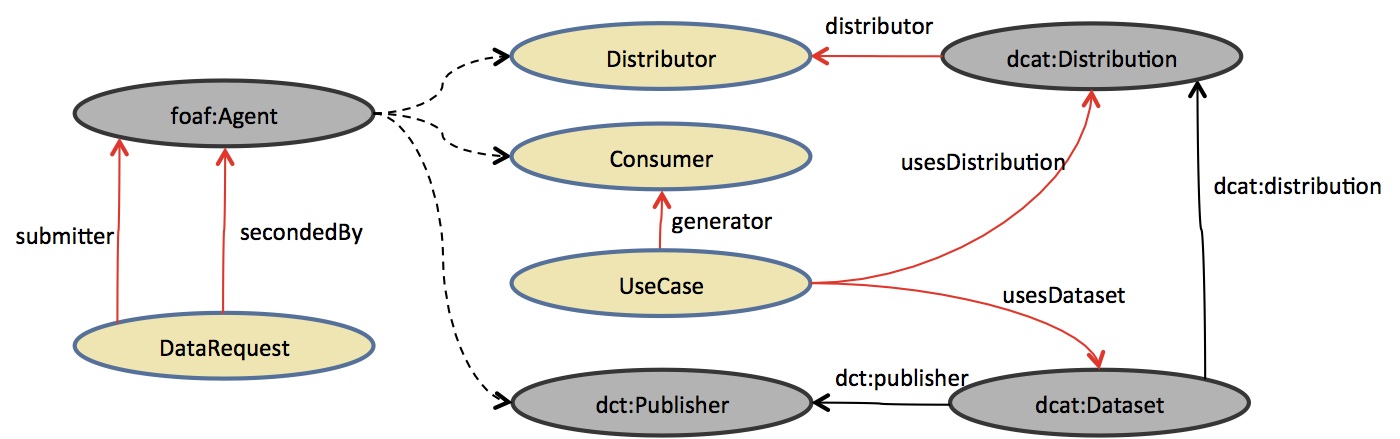 distributor
Distributor
dcat:Distribution
foaf:Agent
Consumer
usesDistribution
dcat:distribution
generator
submitter
secondedBy
UseCase
usesDataset
DataRequest
dct:publisher
dct:Publisher
dcat:Dataset